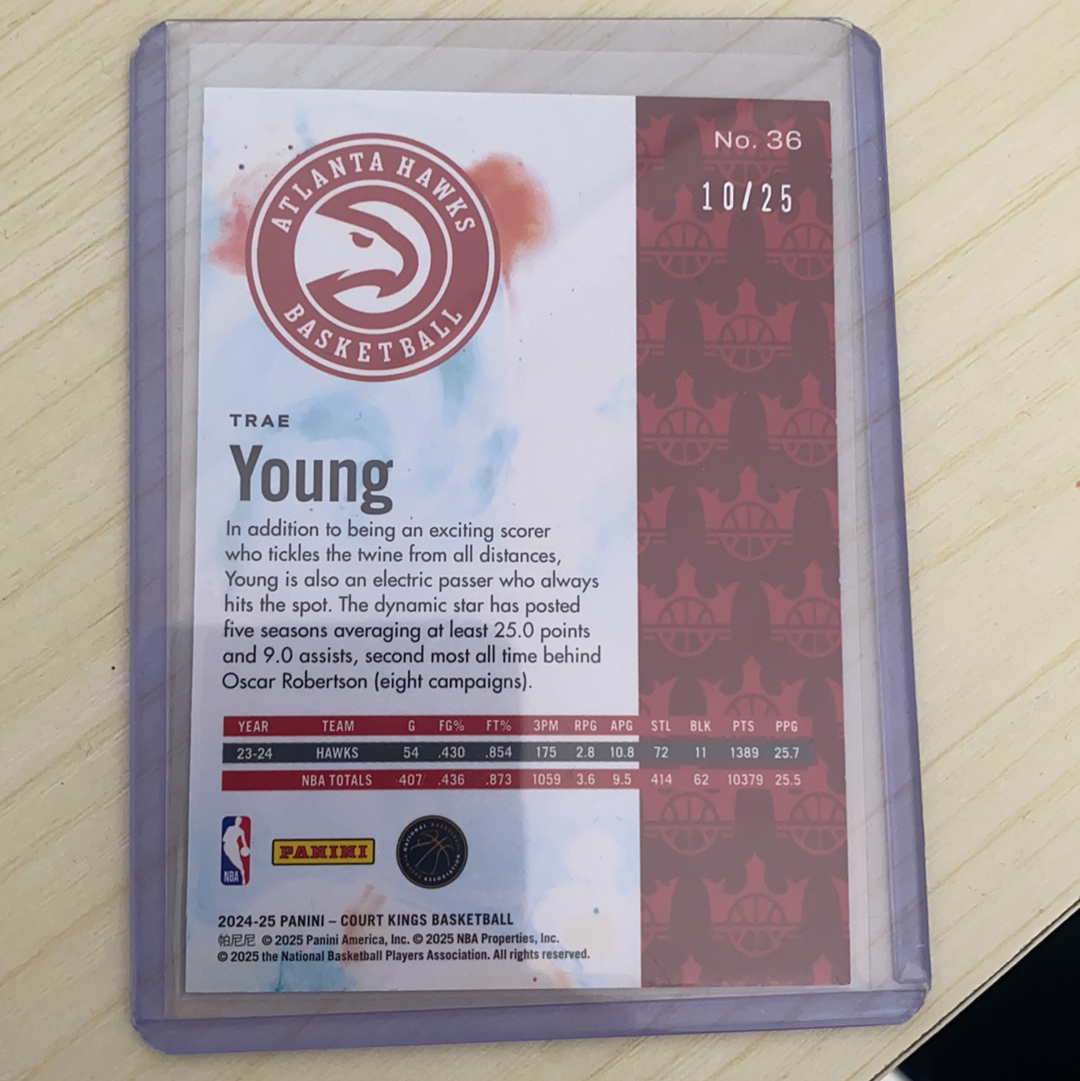 No. 36
10/25
ATLANTA HAWKS
BASKETBALL
TRAE
Young
In addition to being an exciting scorer
who tickles the twine from all distances,
Young is also an electric passer who always
hits the spot. The dynamic star has posted
five seasons averaging at least 25.0 points
and 9.0 assists, second most all time behind
Oscar Robertson (eight campaigns).
YEAR TEAM G FG% FT% 3PM RPG APG STL BLK PTS PPG
23-24 HAWKS 54 .430 .854 175 2.8 10.8 72 11 1389 25.7
NBA TOTALS 407 .436 .873 1059 3.6 9.5 414 62 10379 25.5
NBA
PANINI
NATIONAL BASKETBALL
PLAYERS ASSOCIATION
2024-25 PANINI – COURT KINGS BASKETBALL
帕尼尼 © 2025 Panini America, Inc. © 2025 NBA Properties, Inc.
© 2025 the National Basketball Players Association. All rights reserved.